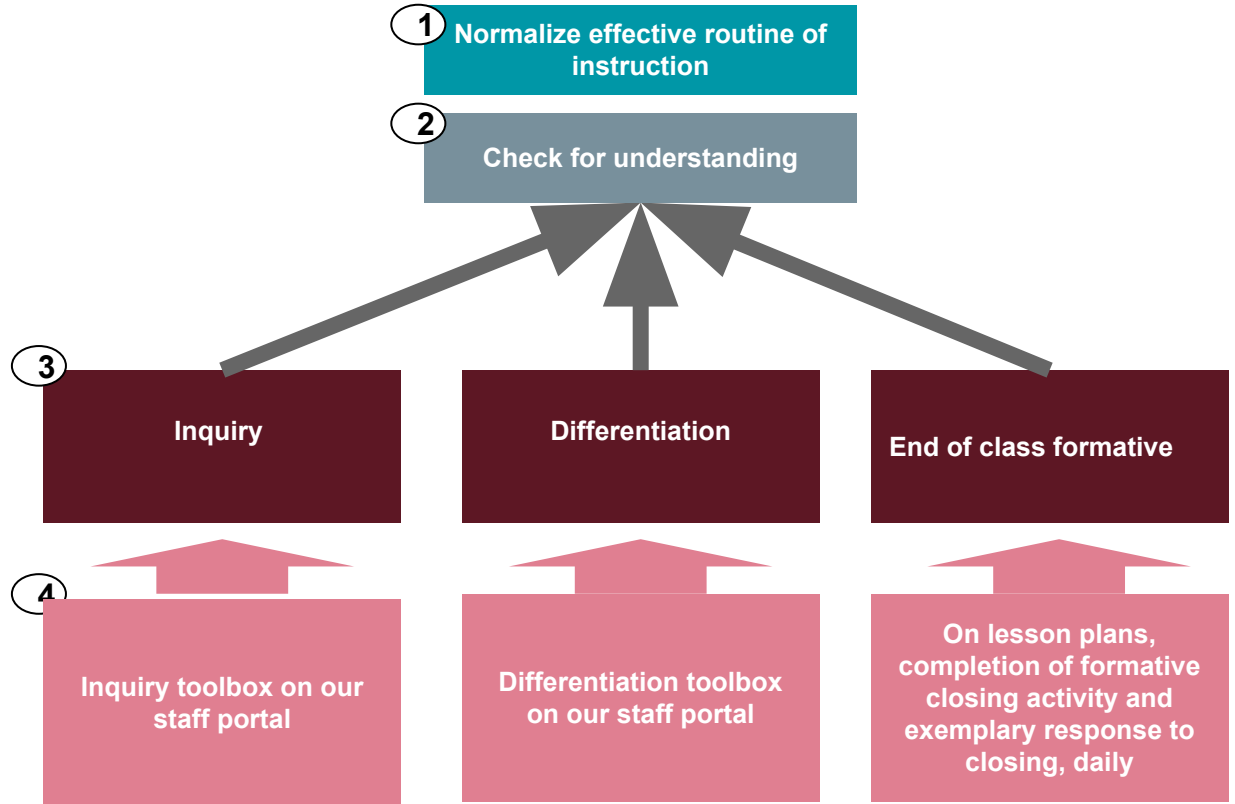 1
Normalize effective routine of
instruction
2
Check for understanding
3
Inquiry
Differentiation
End of class formative
4
Inquiry toolbox on our
staff portal
Differentiation toolbox
on our staff portal
On lesson plans,
completion of formative
closing activity and
exemplary response to
closing, daily